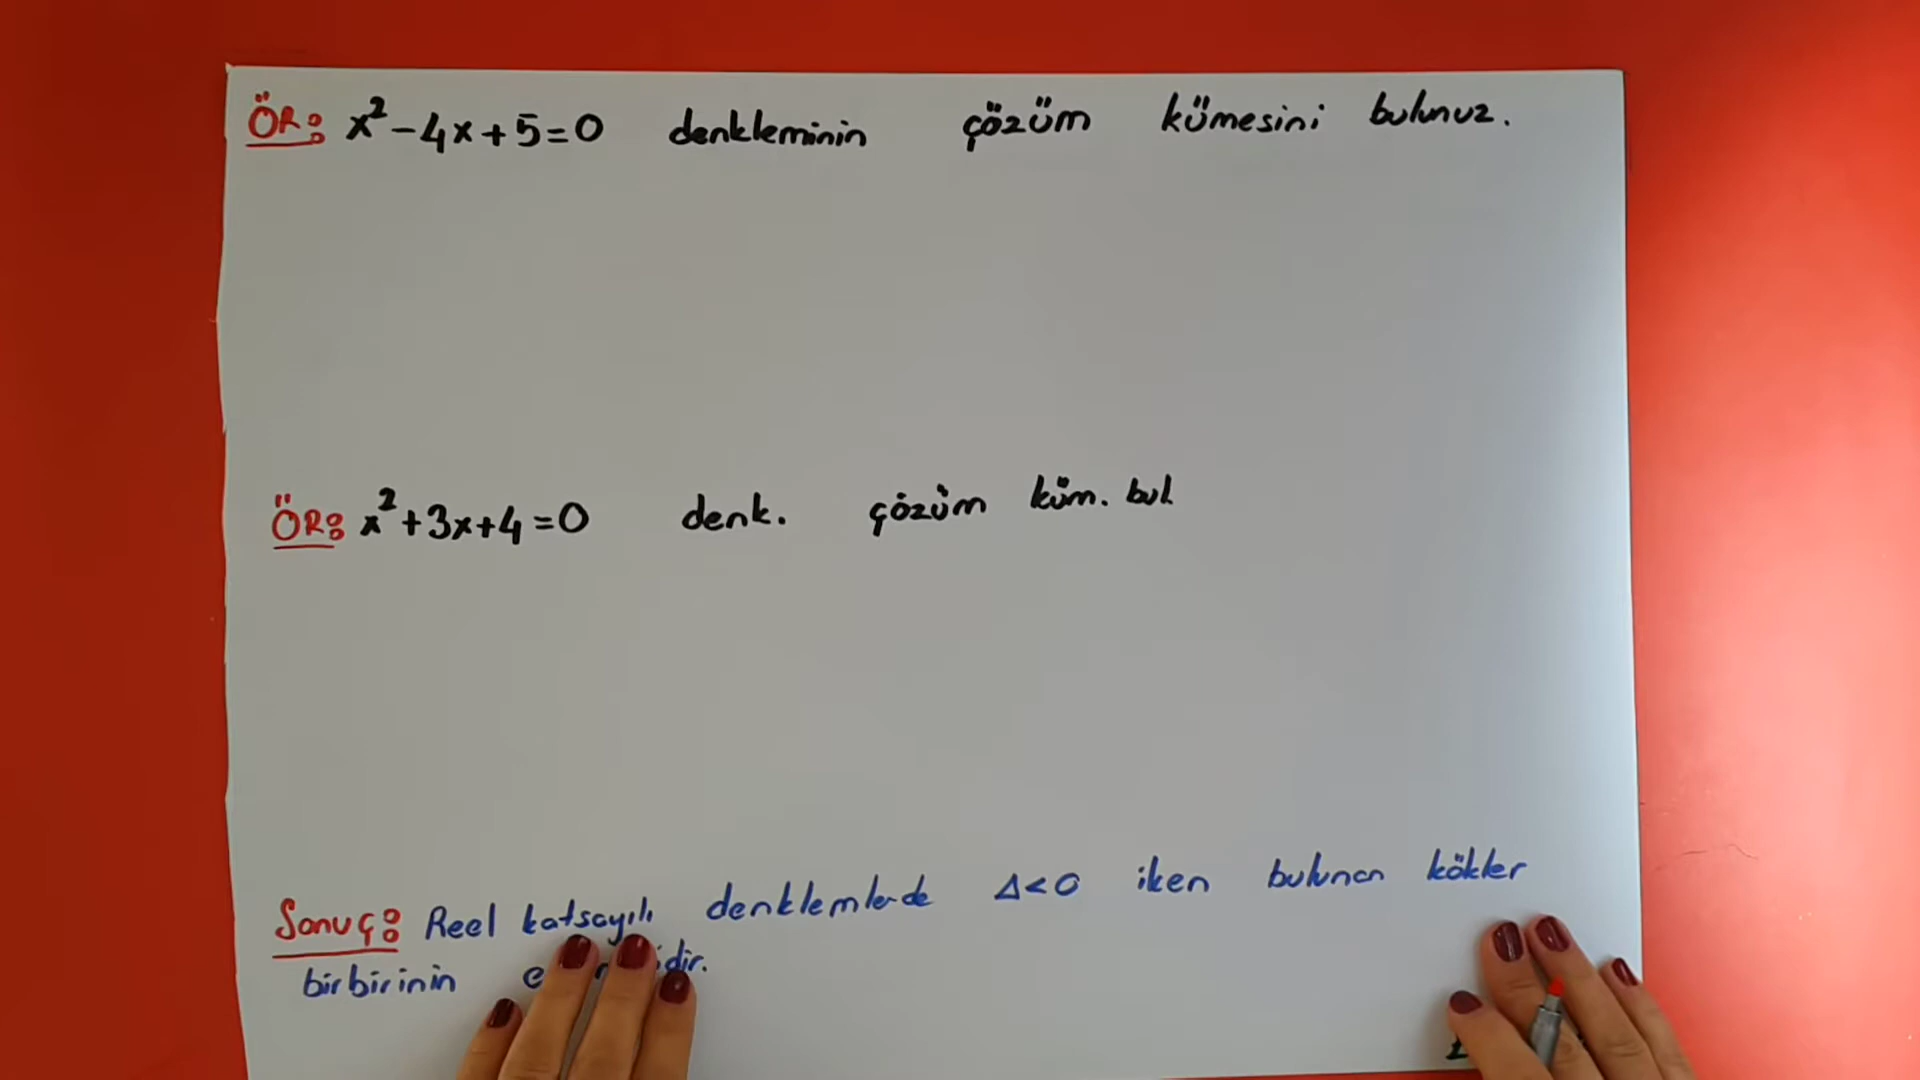 ÖR: x²-4x+5=0 denkleminin çözüm kümesini bulunuz.
ÖR: x²+3x+4=0 denk. çözüm küm. bul.
Sonuç: Reel katsayılı denklemlerde Δ<0 iken bulunan kökler
birbirinin